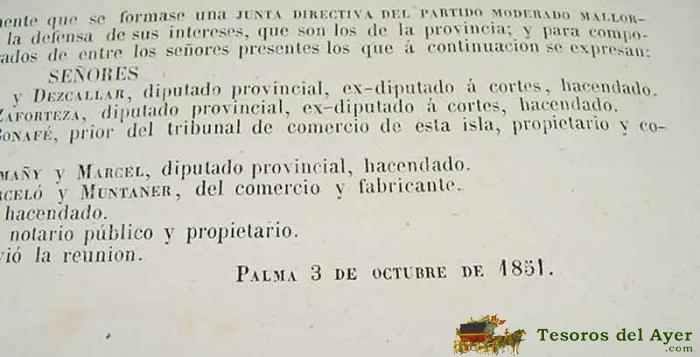 mente que se formase una JUNTA DIRECTIVA DEL PARTIDO MODERADO MALLOR-
la defensa de sus intereses, que son los de la provincia; y para compo-
ados de entre los señores presentes los que á continuacion se expresan:
SEÑORES
y DEZCALLAR, diputado provincial, ex-diputado á cortes, hacendado.
ZAFORTEZA, diputado provincial, ex-diputado á cortes, hacendado.
BONAFÉ, prior del tribunal de comercio de esta isla, propietario y co-
MAÑY y MARCEL, diputado provincial, hacendado.
RCELÓ y MUNTANER, del comercio y fabricante.
hacendado.
notario público y propietario.
vió la reunion.
PALMA 3 DE OCTUBRE DE 1851.
Tesoros del Ayer
.com